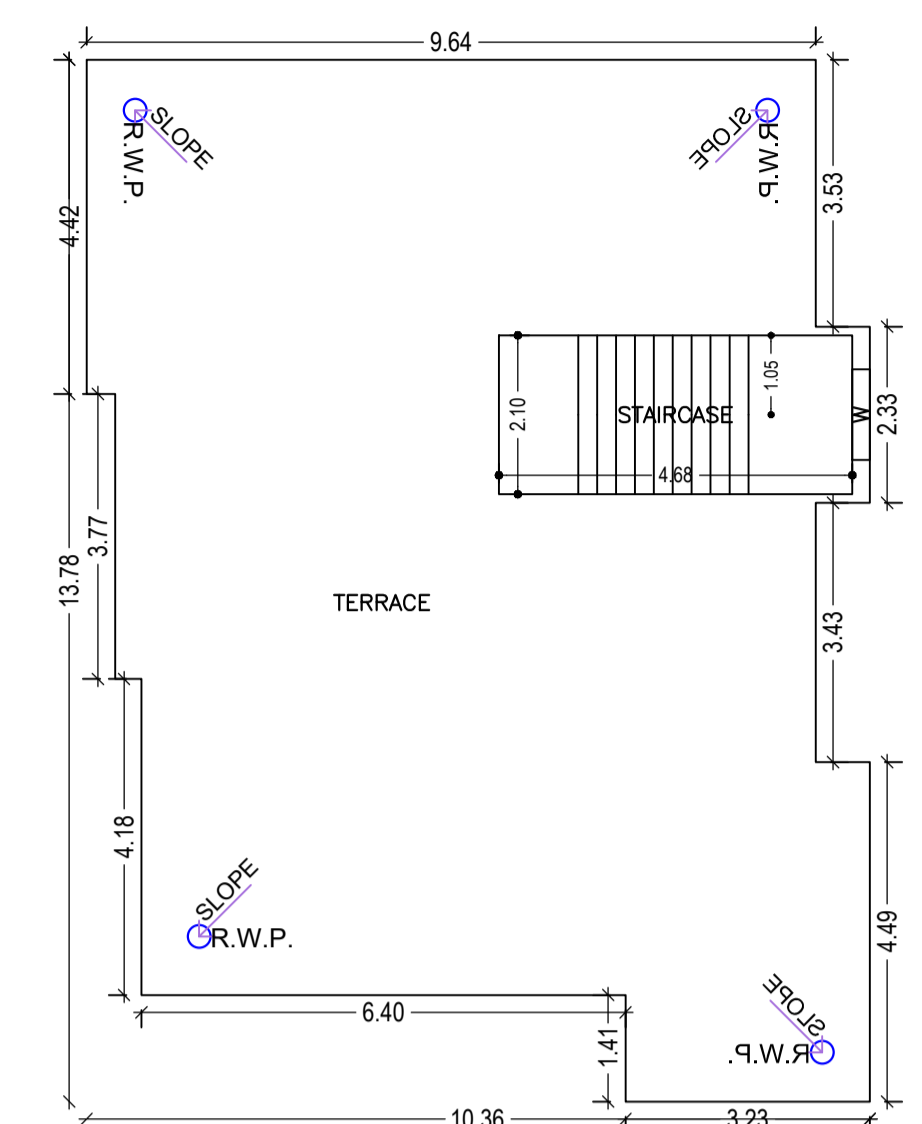 9.64
SLOPE
R.W.P.
SLOPE
R.W.P.
4.42
3.53
2.10
1.05
STAIRCASE
W
2.33
4.68
3.77
13.78
TERRACE
3.43
4.18
SLOPE
R.W.P.
4.49
6.40
1.41
SLOPE
R.W.P.
10.36
3.23